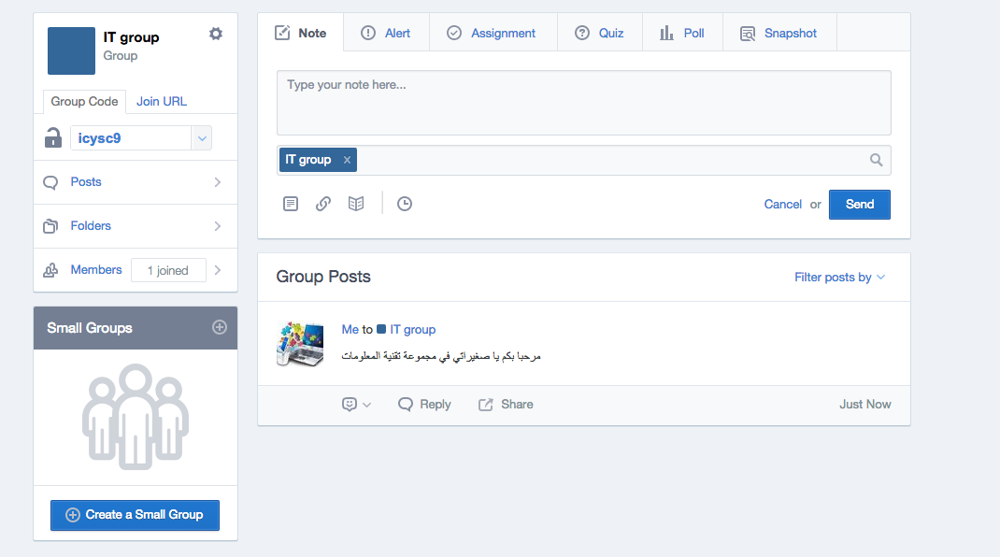 IT group
Group
Group Code
Join URL
icysc9
Posts
Folders
Members
1 joined
Small Groups
Create a Small Group
Note
Alert
Assignment
Quiz
Poll
Snapshot
Type your note here...
IT group x
Cancel or Send
Group Posts
Filter posts by
Me to IT group
مرحبا بكم يا صغيراتي في مجموعة تقنية المعلومات
Reply
Share
Just Now